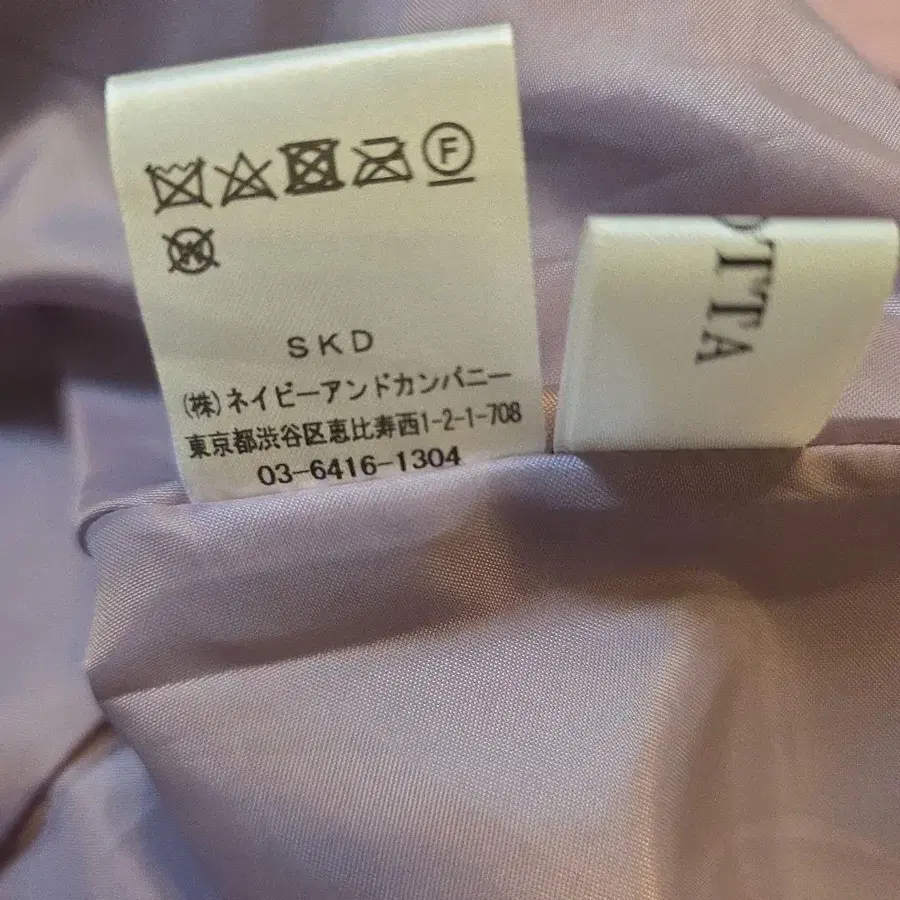 F
SKD
(株)ネイビーアンドカンパニー
東京都渋谷区恵比寿西1-2-1-708
03-6416-1304
OTTA